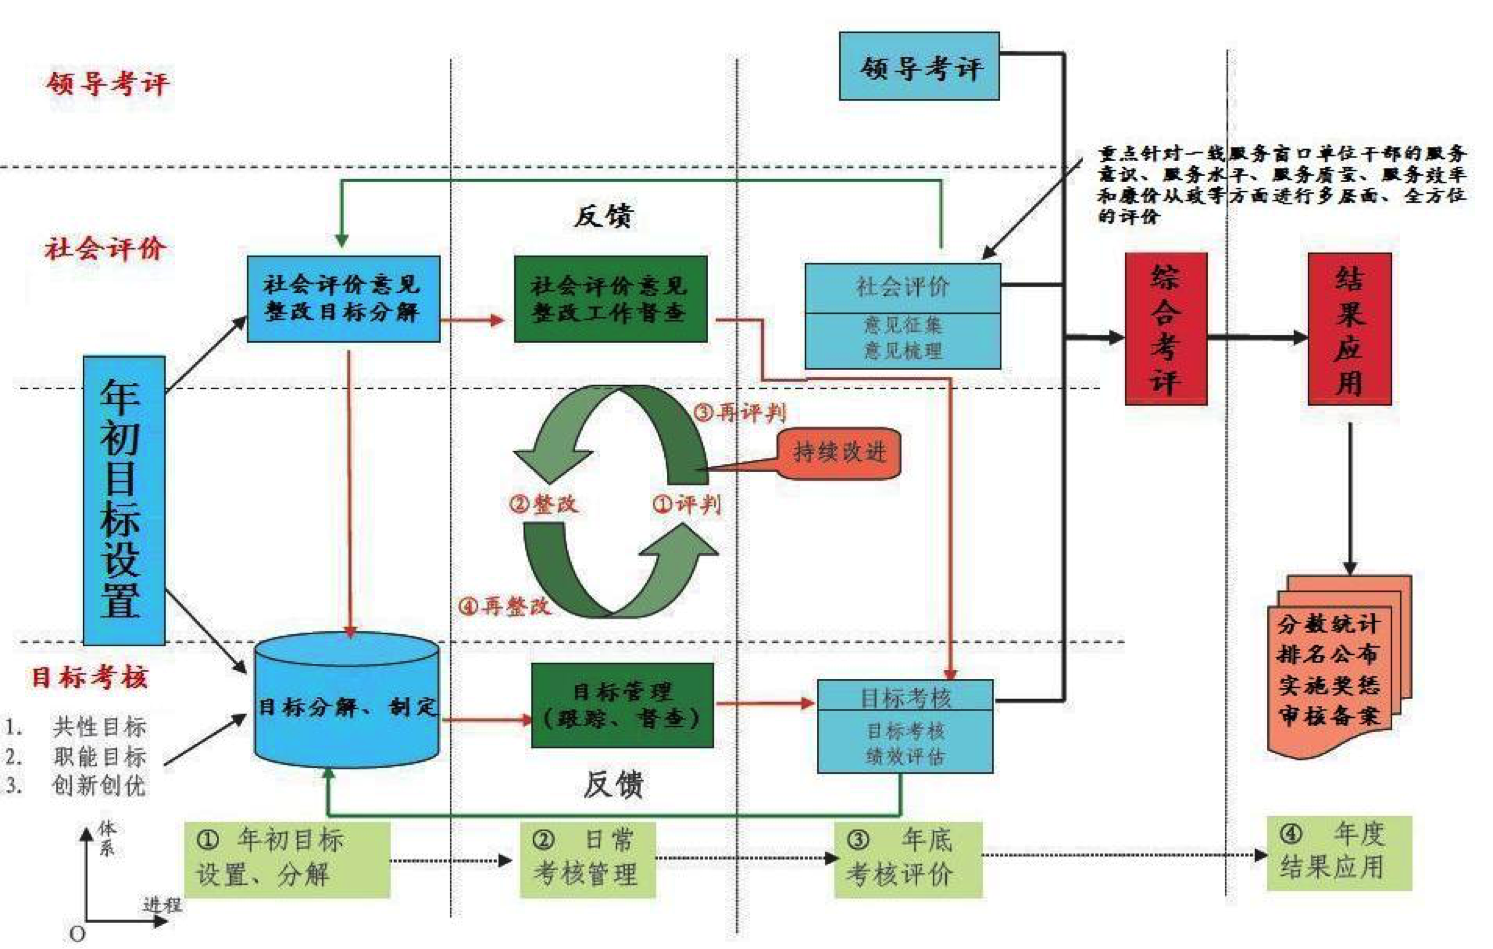 领导考评
领导考评
重点针对一线服务窗口单位干部的服务
意识、服务水平、服务质量、服务效率
和廉价从政等方面进行多层面、全方位
的评价
反馈
社会评价
社会评价意见
整改目标分解
社会评价意见
整改工作督查
社会评价
意见征集
意见梳理
综合考评
结果应用
年初目标设置
③再评判
持续改进
②整改
①评判
④再整改
目标考核
1. 共性目标
2. 职能目标
3. 创新创优
目标分解、制定
目标管理
(跟踪、督查)
目标考核
目标考核
绩效评估
分数统计
排名公布
实施奖惩
审核备案
反馈
体系
进程
O
① 年初目标
设置、分解
② 日常
考核管理
③ 年底
考核评价
④ 年度
结果应用